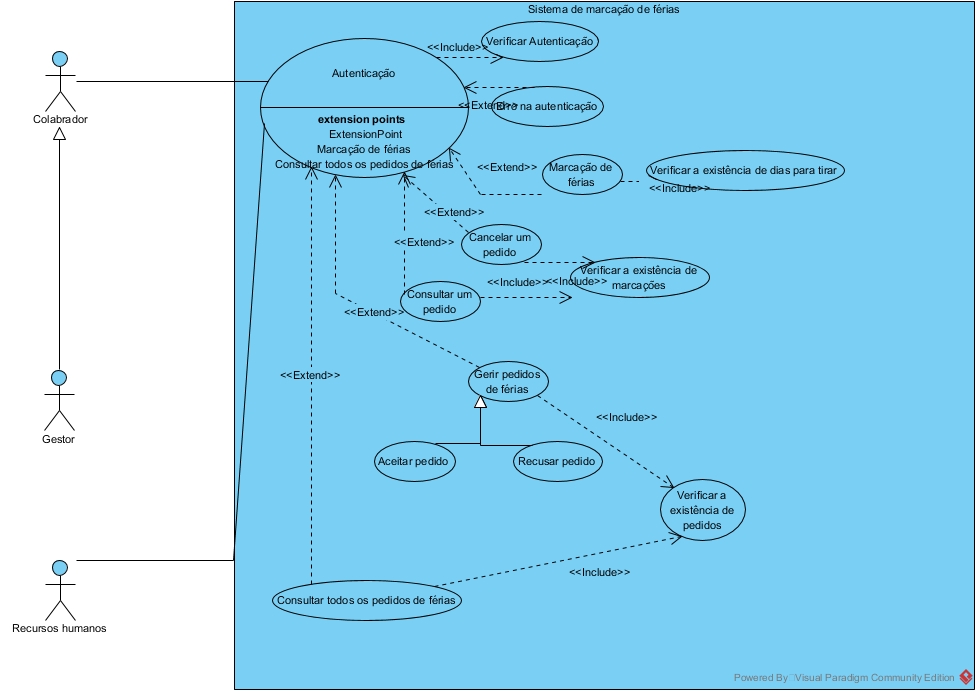 Sistema de marcação de férias
<<Include>>
Verificar Autenticação
Autenticação
Colabrador
<<Extend>>
Erro na autenticação
extension points
ExtensionPoint
Marcação de férias
Consultar todos os pedidos de férias
<<Extend>>
Marcação de
férias
Verificar a existência de dias para tirar
<<Include>>
<<Extend>>
Cancelar um
pedido
<<Extend>>
Verificar a existência de
marcações
<<Include>>
<<Include>>
Consultar um
pedido
<<Extend>>
Gerir pedidos
de férias
<<Extend>>
<<Include>>
Gestor
Aceitar pedido
Recusar pedido
Verificar a
existência de
pedidos
<<Include>>
Consultar todos os pedidos de férias
Recursos humanos
Powered By Visual Paradigm Community Edition